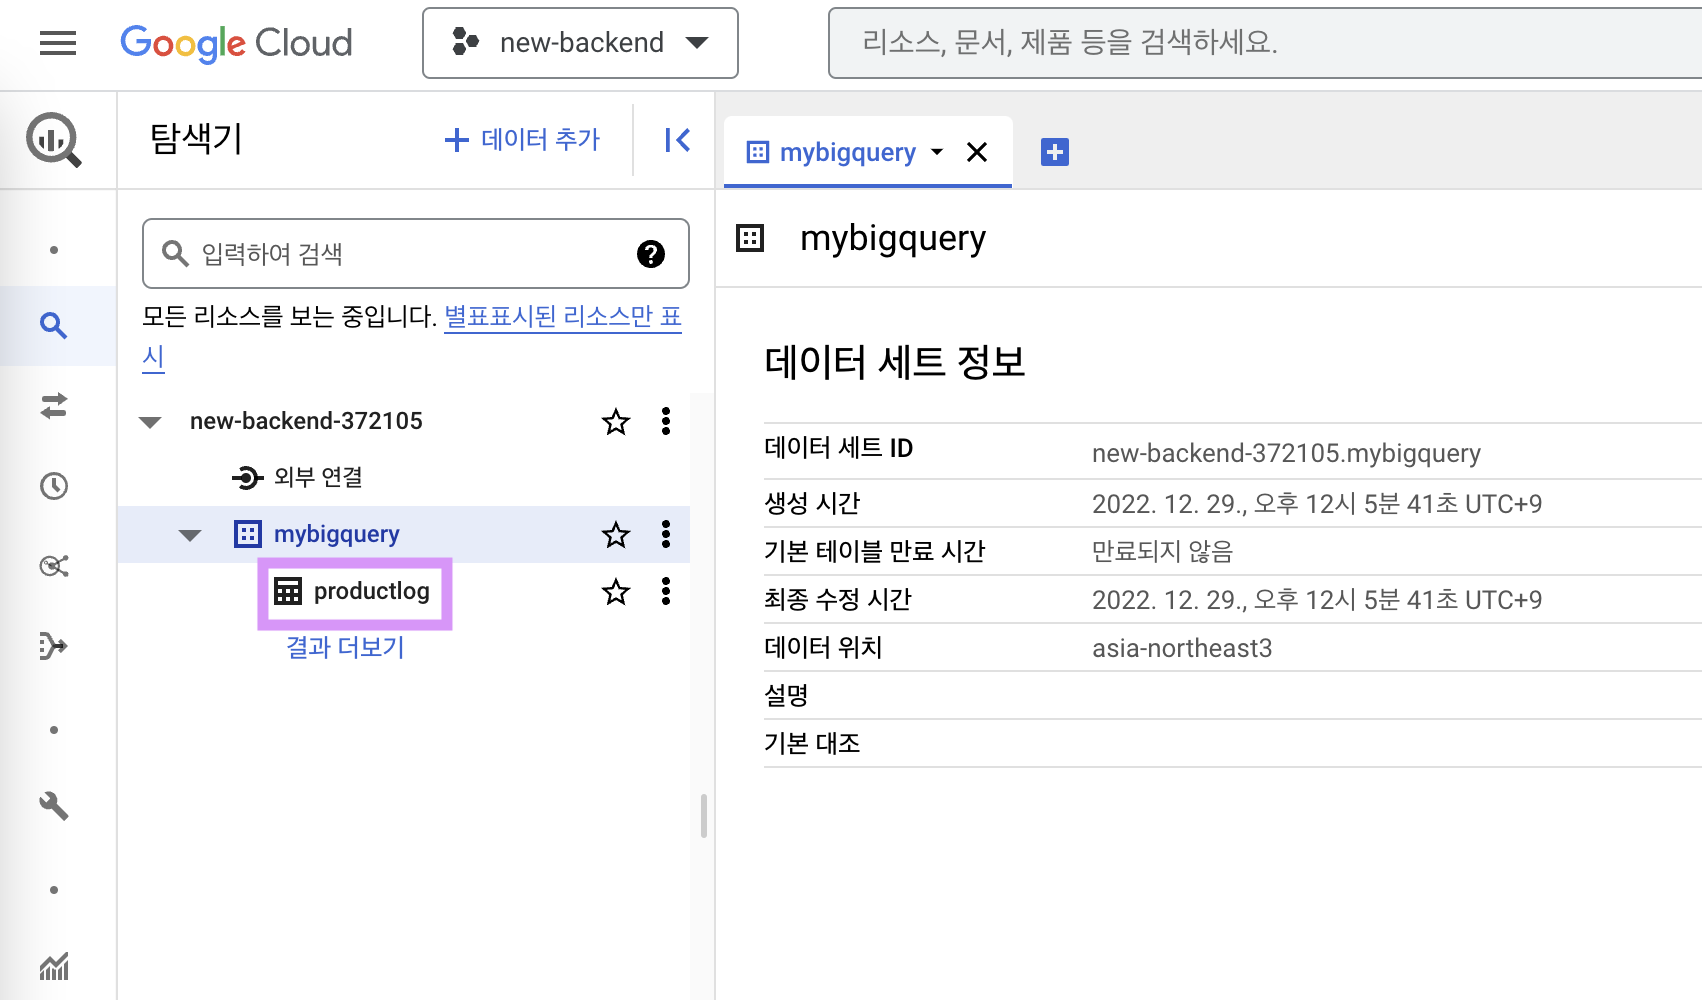 Google Cloud
new-backend
리소스, 문서, 제품 등을 검색하세요.
탐색기
데이터 추가
입력하여 검색
모든 리소스를 보는 중입니다. 별표표시된 리소스만 표
시
new-backend-372105
외부 연결
mybigquery
productlog
결과 더보기
mybigquery
mybigquery
데이터 세트 정보
데이터 세트 ID new-backend-372105.mybigquery
생성 시간 2022. 12. 29., 오후 12시 5분 41초 UTC+9
기본 테이블 만료 시간 만료되지 않음
최종 수정 시간 2022. 12. 29., 오후 12시 5분 41초 UTC+9
데이터 위치 asia-northeast3
설명
기본 대조